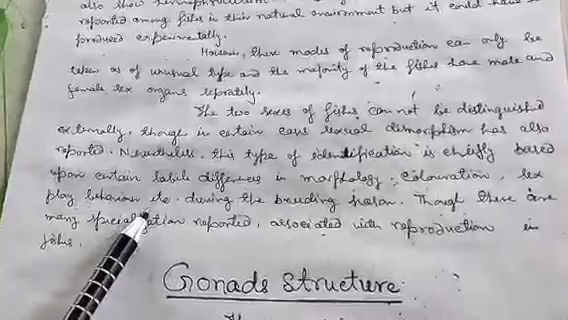 also show hermaphroditism
reported among fishes in their natural environment but it could have
produced experimentally.
However, these modes of reproduction can only be
taken as of unusual type and the majority of the fishes have male and
female sex organs seprately.
The two sexes of fishes can not be distinguished
externally, though in certain cases sexual dimorphism has also
reported. Nevertheless, this type of identification is chiefly based
upon certain labile differences in morphology, colouration, sex
play behaviour etc. during the breeding season. Though there are
many specialization reported, associated with reproduction in
fishes.
Gonads Structure